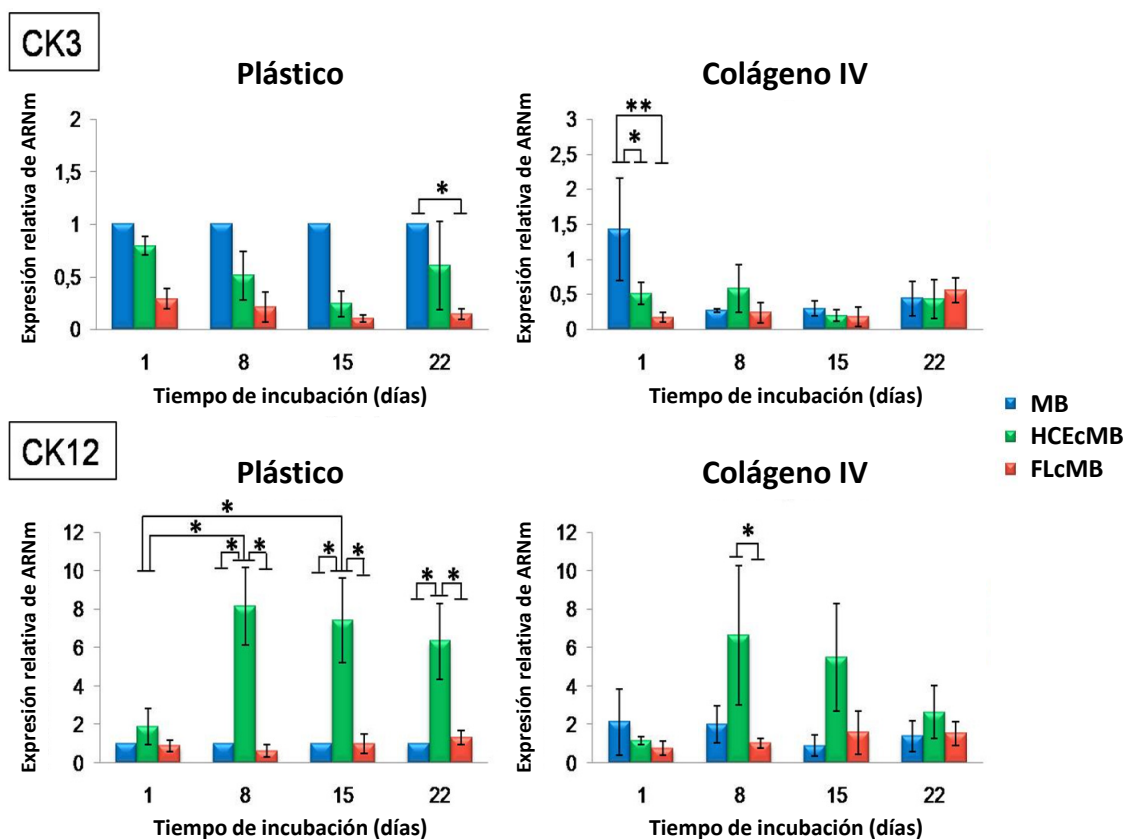 CK3
Plástico
Colágeno IV
Expresión relativa de ARNm
2
1,5
1
0,5
0
*
1 8 15 22
Tiempo de incubación (días)
Expresión relativa de ARNm
3
2,5
2
1,5
1
0,5
0
**
*
1 8 15 22
Tiempo de incubación (días)
MB
HCEcMB
FLcMB
CK12
Plástico
Colágeno IV
Expresión relativa de ARNm
12
10
8
6
4
2
0
*
*
* * * * * *
1 8 15 22
Tiempo de incubación (días)
Expresión relativa de ARNm
12
10
8
6
4
2
0
*
1 8 15 22
Tiempo de incubación (días)